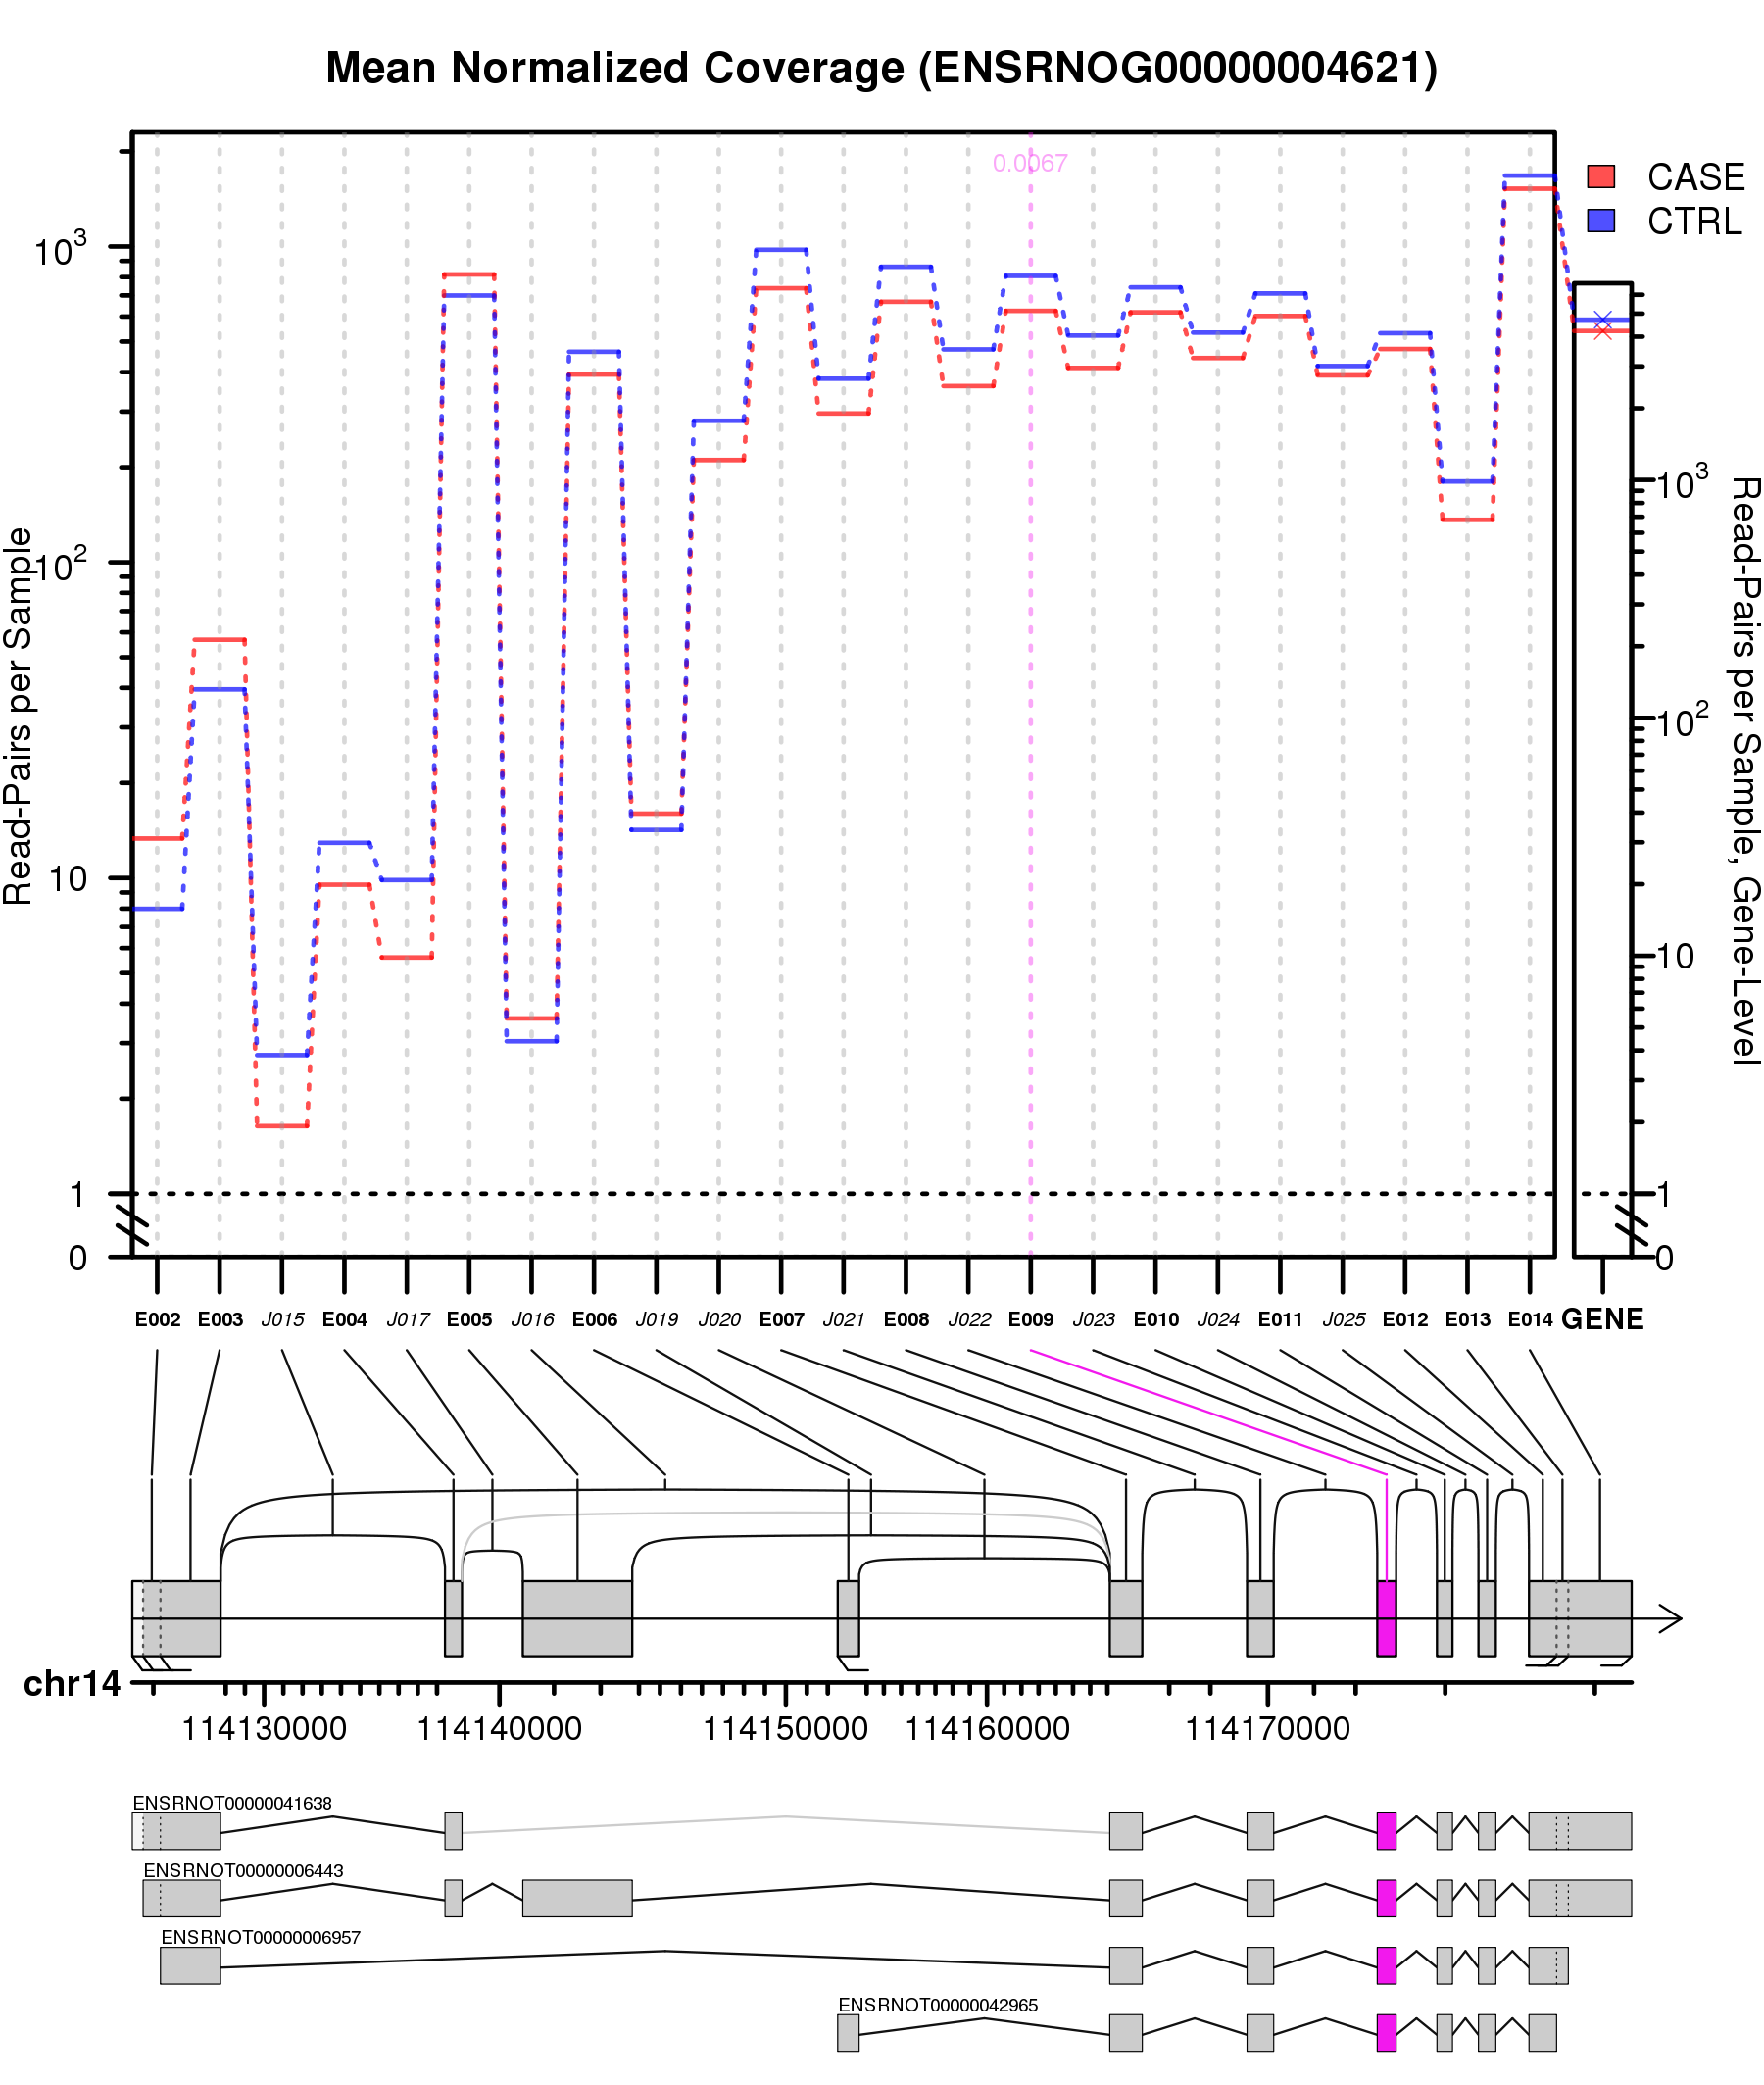 Mean Normalized Coverage (ENSRNOG00000004621)
0.0067
CASE
CTRL
Read-Pairs per Sample
10³
10²
10
1
0
Read-Pairs per Sample, Gene-Level
10³
10²
10
1
0
E002 E003 J015 E004 J017 E005 J016 E006 J019 J020 E007 J021 E008 J022 E009 J023 E010 J024 E011 J025 E012 E013 E014 GENE
chr14
114130000 114140000 114150000 114160000 114170000
ENSRNOT00000041638
ENSRNOT00000006443
ENSRNOT00000006957
ENSRNOT00000042965